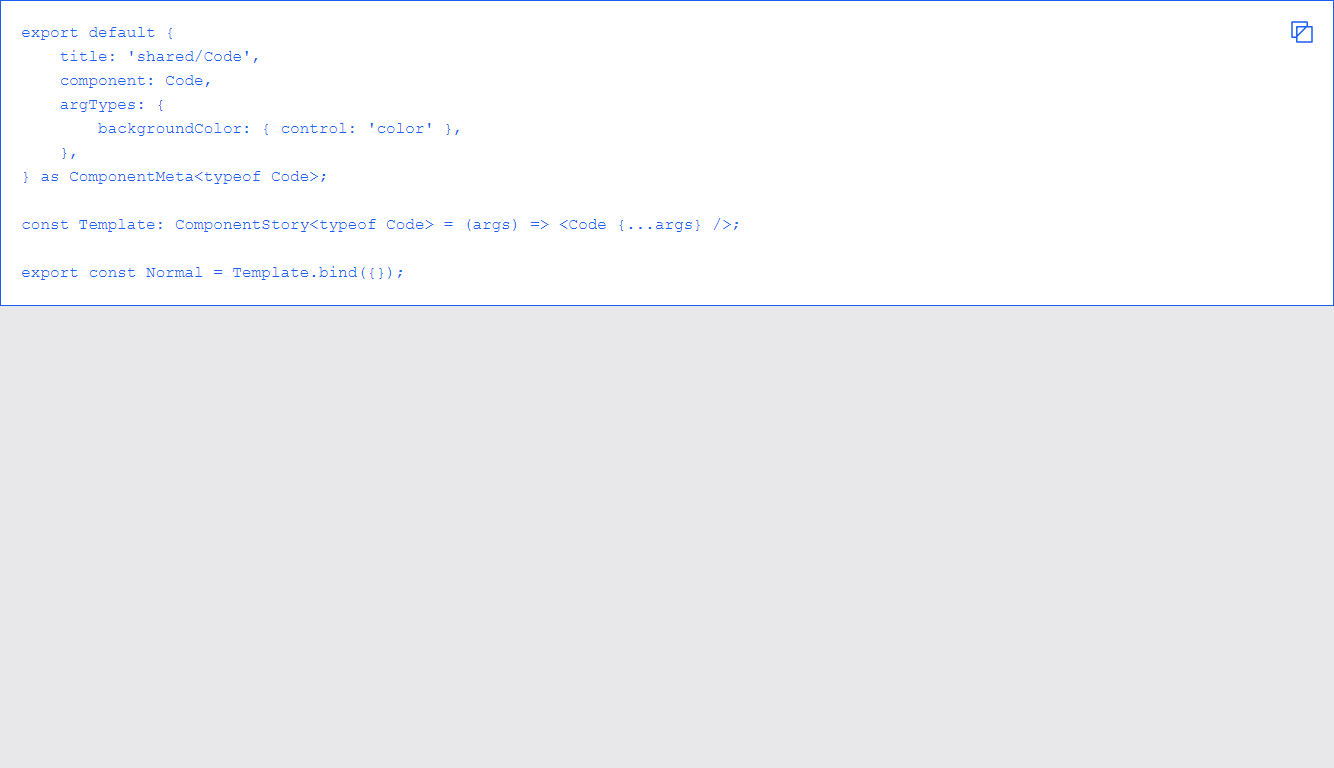 export default {
    title: 'shared/Code',
    component: Code,
    argTypes: {
        backgroundColor: { control: 'color' },
    },
} as ComponentMeta<typeof Code>;

const Template: ComponentStory<typeof Code> = (args) => <Code {...args} />;

export const Normal = Template.bind({});